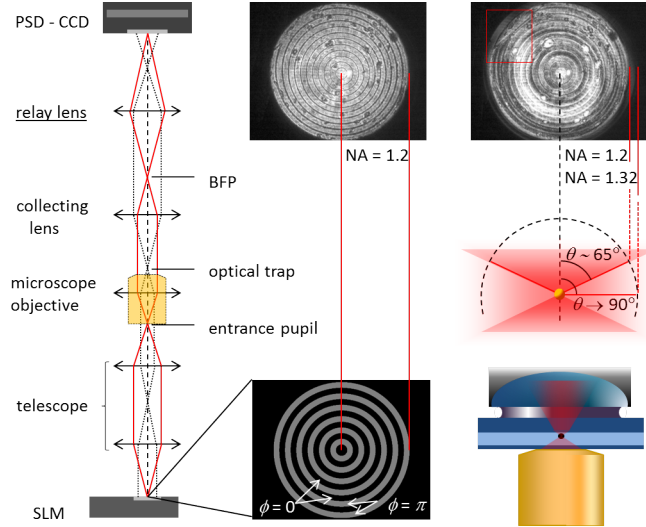 PSD - CCD
relay lens
BFP
collecting
lens
optical trap
microscope
objective
entrance pupil
telescope
SLM
NA = 1.2
NA = 1.2
NA = 1.32
θ ~ 65°
θ → 90°
ϕ = 0
ϕ = π